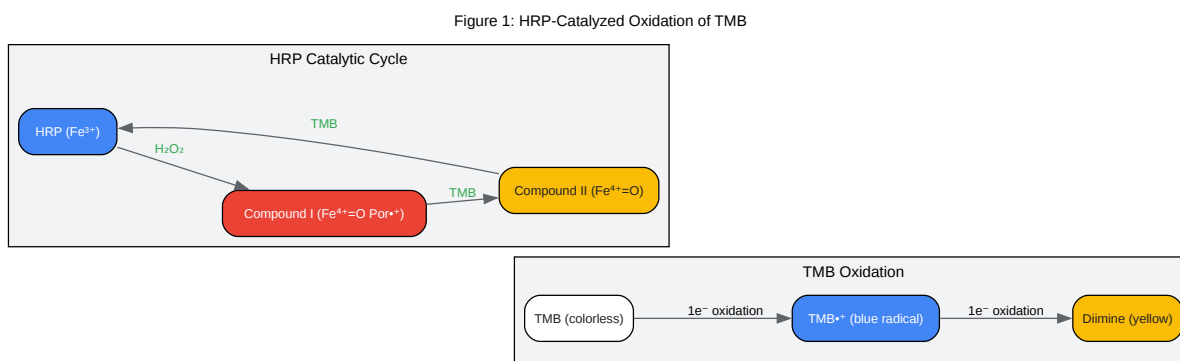 Figure 1: HRP-Catalyzed Oxidation of TMB
HRP Catalytic Cycle
HRP (Fe³⁺)
TMB
H₂O₂
Compound I (Fe⁴⁺=O Por•⁺)
TMB
Compound II (Fe⁴⁺=O)
TMB Oxidation
TMB (colorless)
1e⁻ oxidation
TMB•⁺ (blue radical)
1e⁻ oxidation
Diimine (yellow)